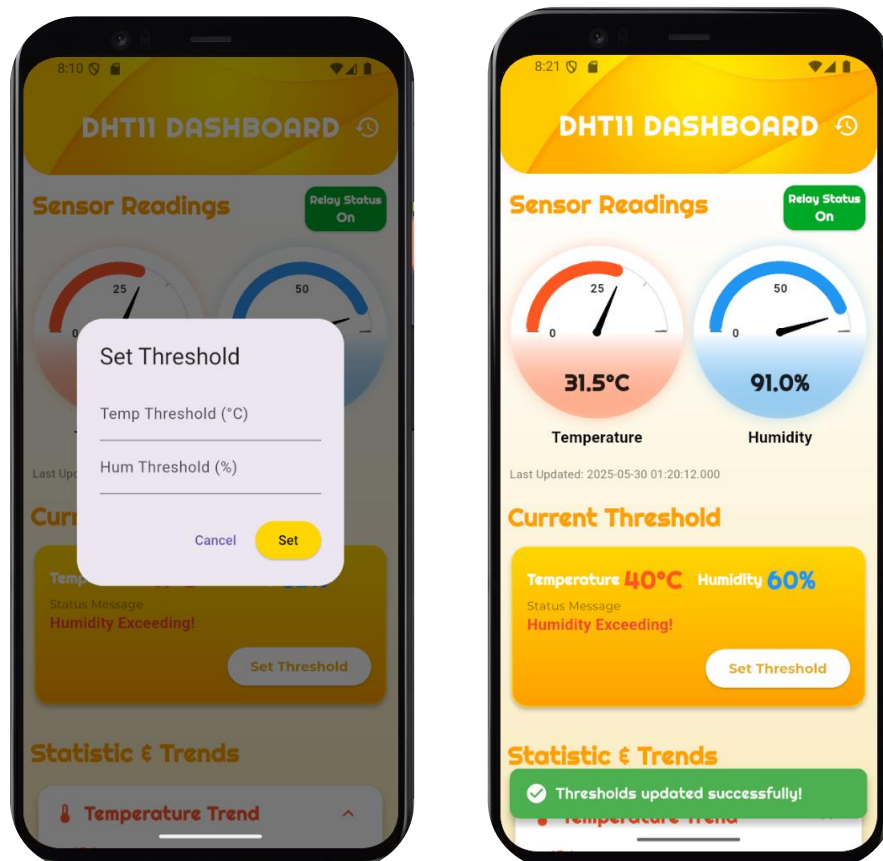 8:10
DHT11 DASHBOARD
Sensor Readings
Relay Status
On
25
50
0
Set Threshold
Temp Threshold (°C)
Hum Threshold (%)
Cancel
Set
Last Upd
Curr
Temp
Status Message
Humidity Exceeding!
Set Threshold
Statistic & Trends
Temperature Trend
8:21
DHT11 DASHBOARD
Sensor Readings
Relay Status
On
25
50
0
0
31.5°C
91.0%
Temperature
Humidity
Last Updated: 2025-05-30 01:20:12.000
Current Threshold
Temperature 40°C Humidity 60%
Status Message
Humidity Exceeding!
Set Threshold
Statistic & Trends
Thresholds updated successfully!
Temperature Trend